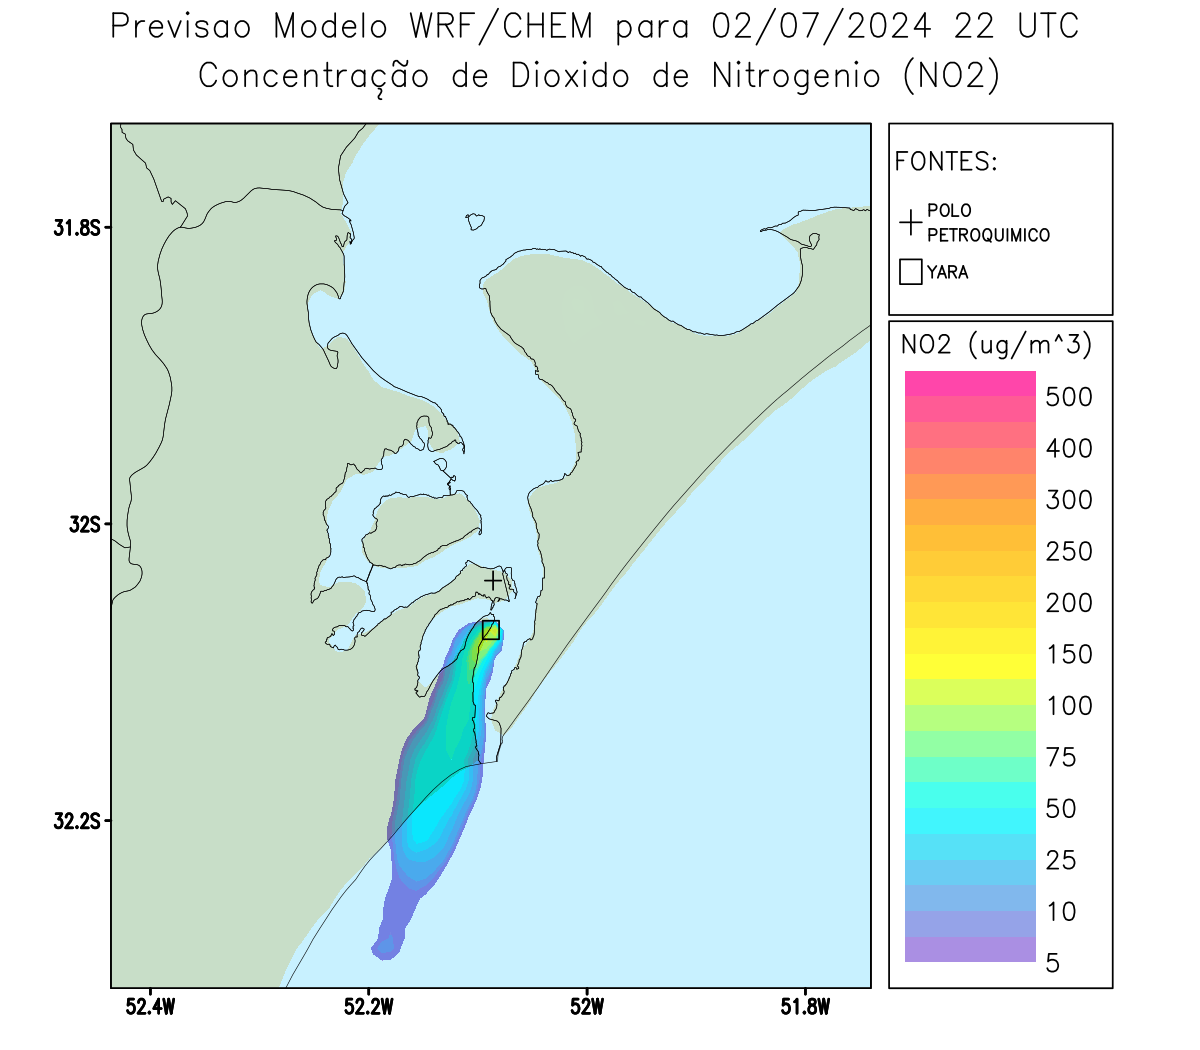 Previsao Modelo WRF/CHEM para 02/07/2024 22 UTC
Concentração de Dioxido de Nitrogenio (NO2)
FONTES:
POLO
PETROQUIMICO
YARA
31.8S
32S
32.2S
52.4W
52.2W
52W
51.8W
NO2 (ug/m^3)
500
400
300
250
200
150
100
75
50
25
10
5